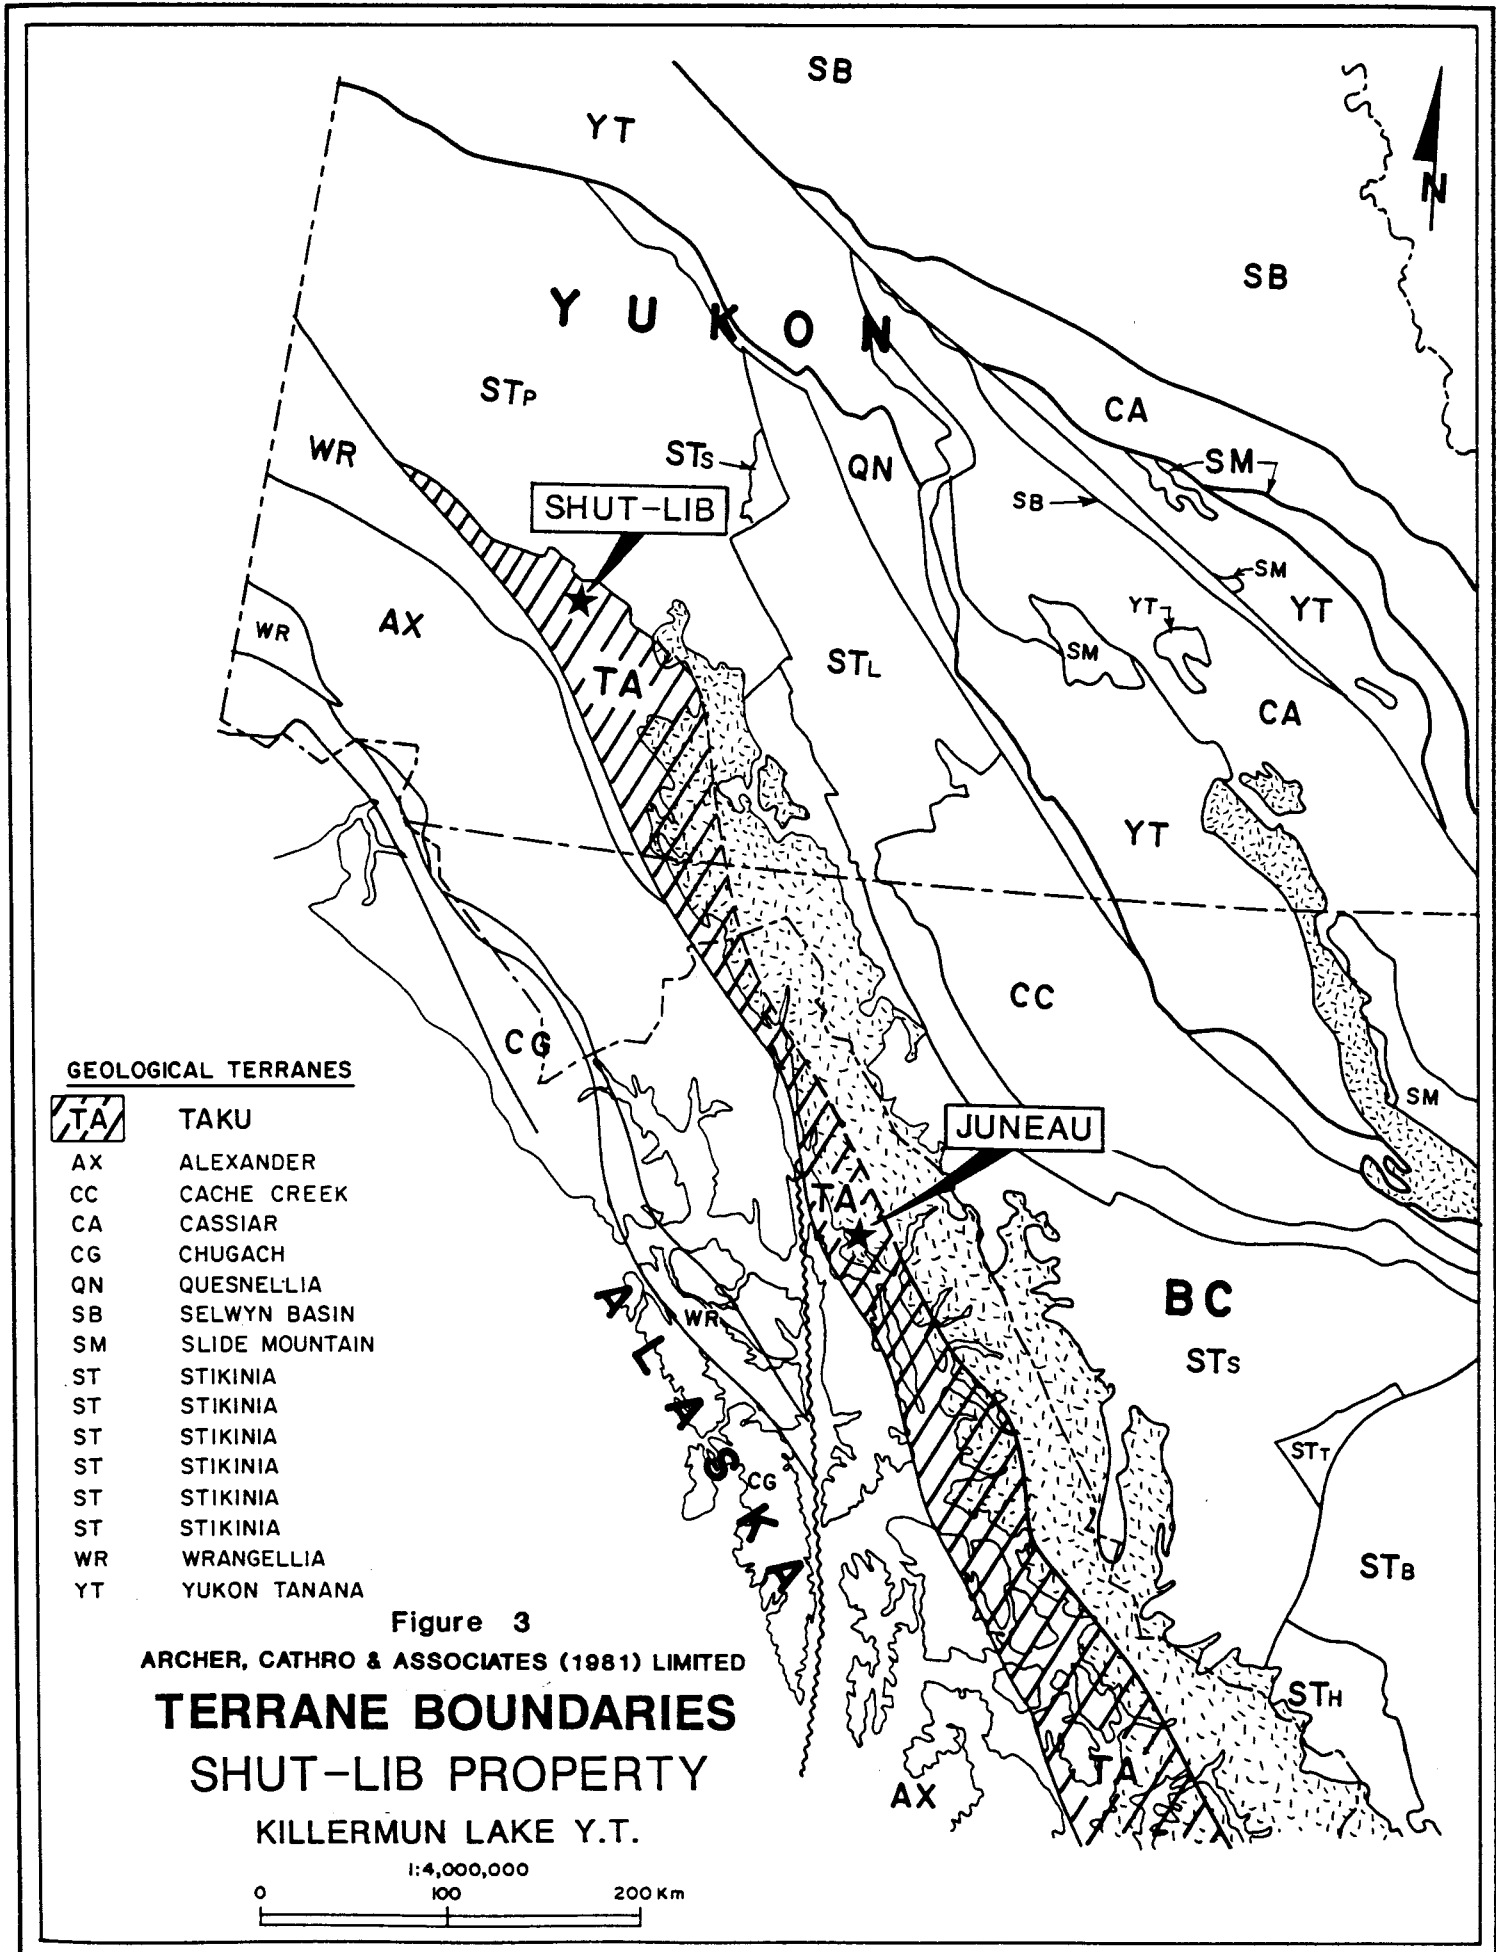 SB
YT
N
SB
YUKON
STP
CA
WR
STS
QN
SM
SHUT-LIB
SB
SM
AX
WR
YT
YT
SM
TA
STL
CA
YT
CC
CG
SM
GEOLOGICAL TERRANES
TA TAKU
AX ALEXANDER
CC CACHE CREEK
CA CASSIAR
CG CHUGACH
QN QUESNELLIA
SB SELWYN BASIN
SM SLIDE MOUNTAIN
ST STIKINIA
ST STIKINIA
ST STIKINIA
ST STIKINIA
ST STIKINIA
ST STIKINIA
WR WRANGELLIA
YT YUKON TANANA
JUNEAU
TA
BC
STS
WR
ALASKA
CG
STT
STB
STH
TA
AX
Figure 3
ARCHER, CATHRO & ASSOCIATES (1981) LIMITED
TERRANE BOUNDARIES
SHUT-LIB PROPERTY
KILLERMUN LAKE Y.T.
1:4,000,000
0 100 200 Km